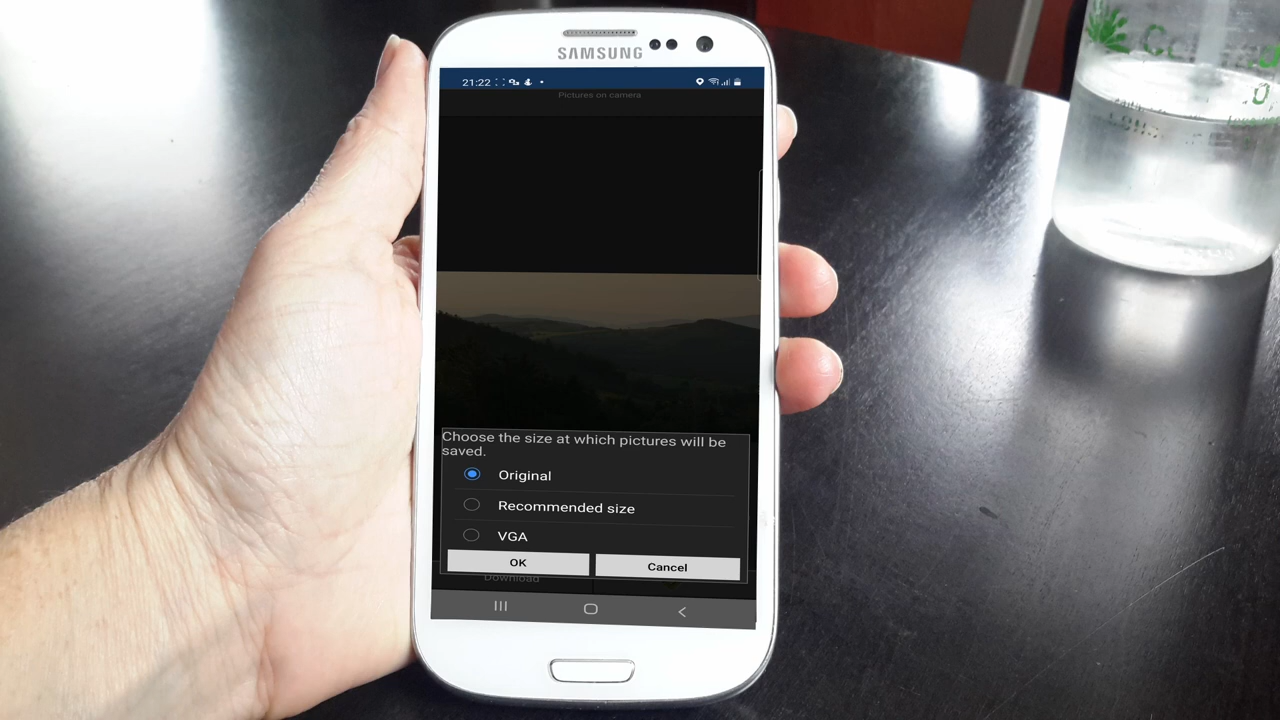 SAMSUNG
21:22
Pictures on camera
Choose the size at which pictures will be
saved.
Original
Recommended size
VGA
OK
Cancel
Download